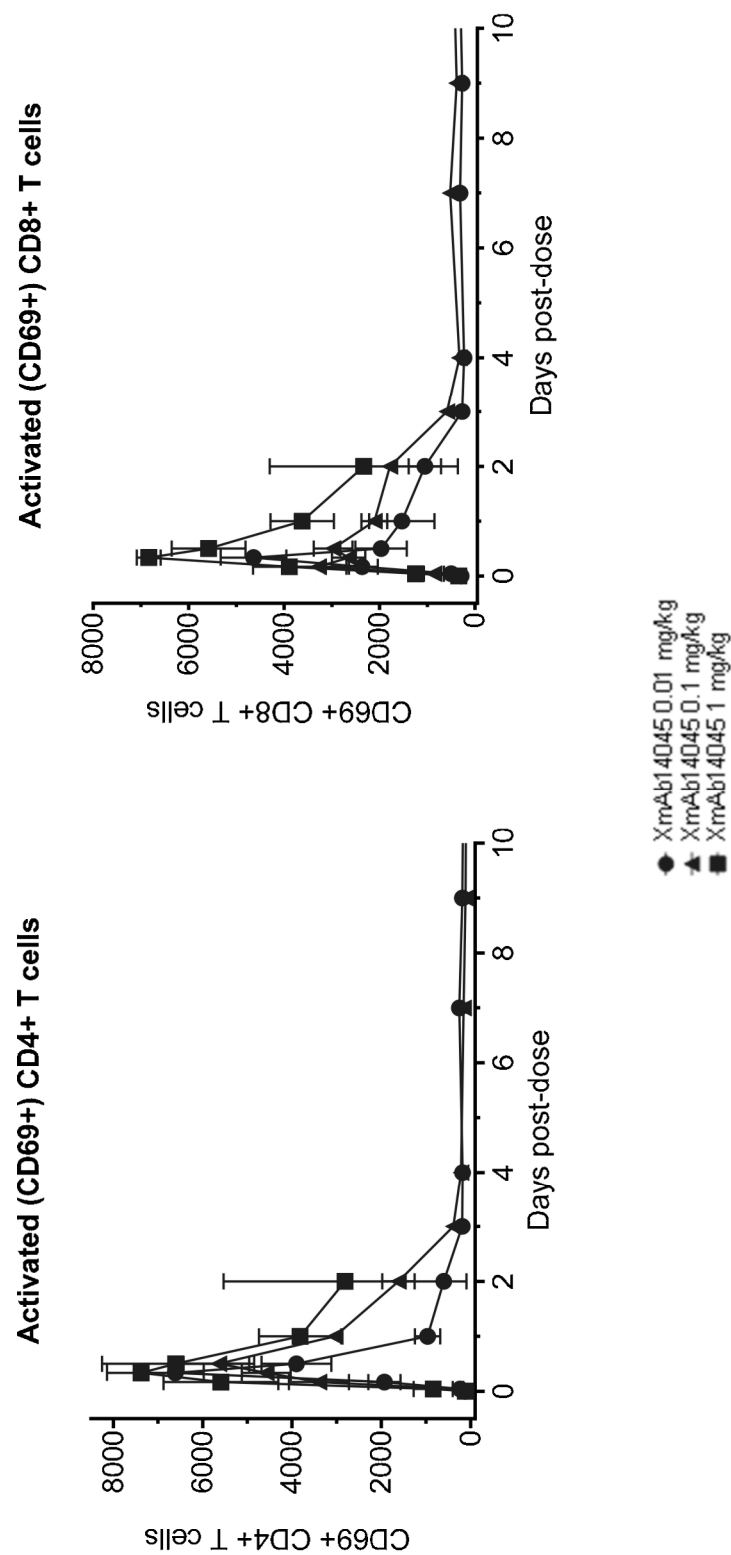 Activated (CD69+) CD4+ T cells
CD69+ CD4+ T cells
8000
6000
4000
2000
0
0 2 4 6 8 10
Days post-dose
Activated (CD69+) CD8+ T cells
CD69+ CD8+ T cells
8000
6000
4000
2000
0
0 2 4 6 8 10
Days post-dose
XmAb14045 0.01 mg/kg
XmAb14045 0.1 mg/kg
XmAb14045 1 mg/kg